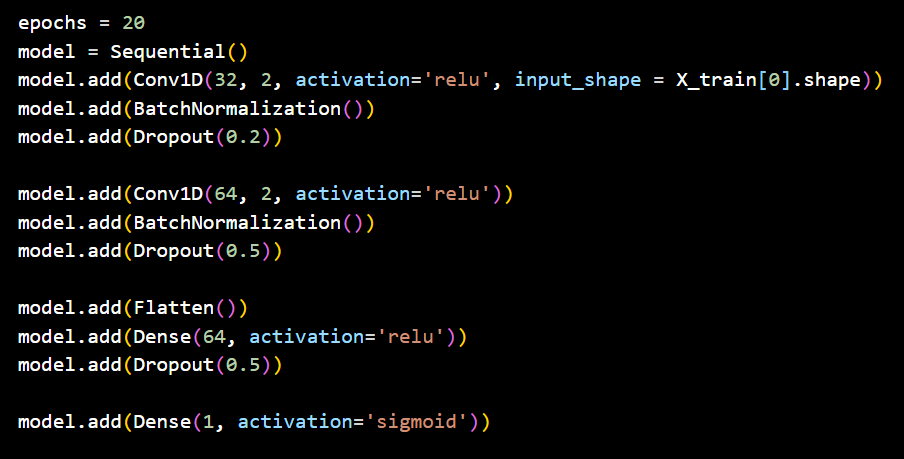 epochs = 20
model = Sequential()
model.add(Conv1D(32, 2, activation='relu', input_shape = X_train[0].shape))
model.add(BatchNormalization())
model.add(Dropout(0.2))
model.add(Conv1D(64, 2, activation='relu'))
model.add(BatchNormalization())
model.add(Dropout(0.5))
model.add(Flatten())
model.add(Dense(64, activation='relu'))
model.add(Dropout(0.5))
model.add(Dense(1, activation='sigmoid'))